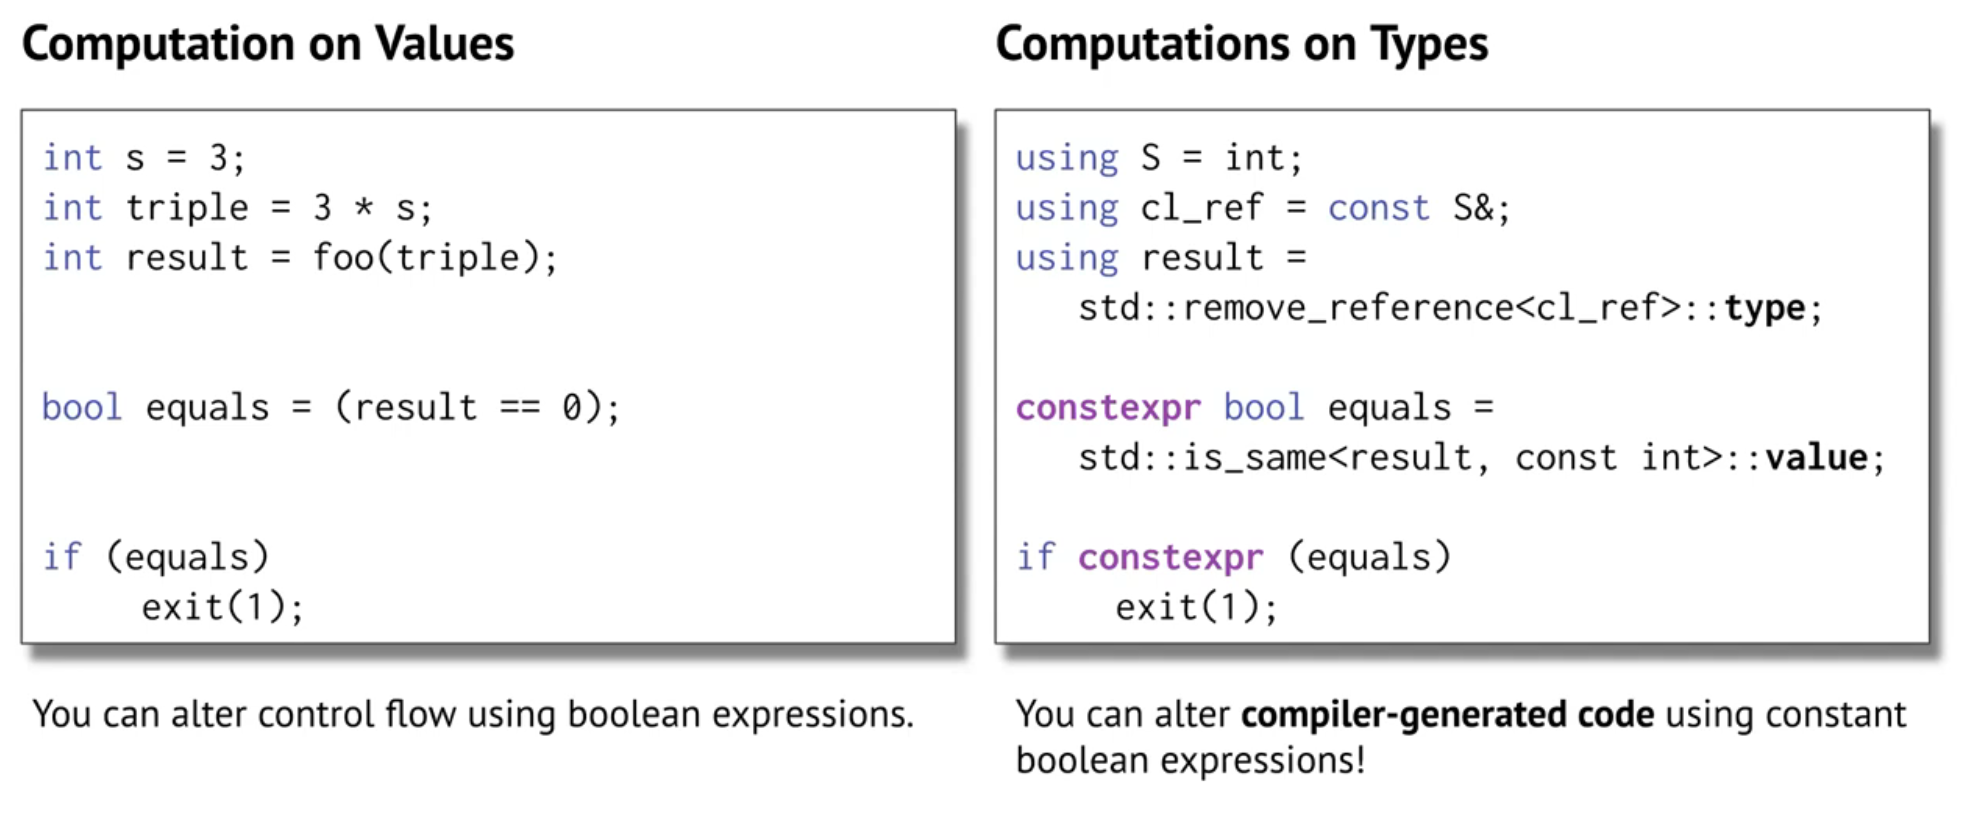 Computation on Values
int s = 3;
int triple = 3 * s;
int result = foo(triple);
bool equals = (result == 0);
if (equals)
exit(1);
You can alter control flow using boolean expressions.
Computations on Types
using S = int;
using cl_ref = const S&;
using result =
std::remove_reference<cl_ref>::type;
constexpr bool equals =
std::is_same<result, const int>::value;
if constexpr (equals)
exit(1);
You can alter compiler-generated code using constant
boolean expressions!